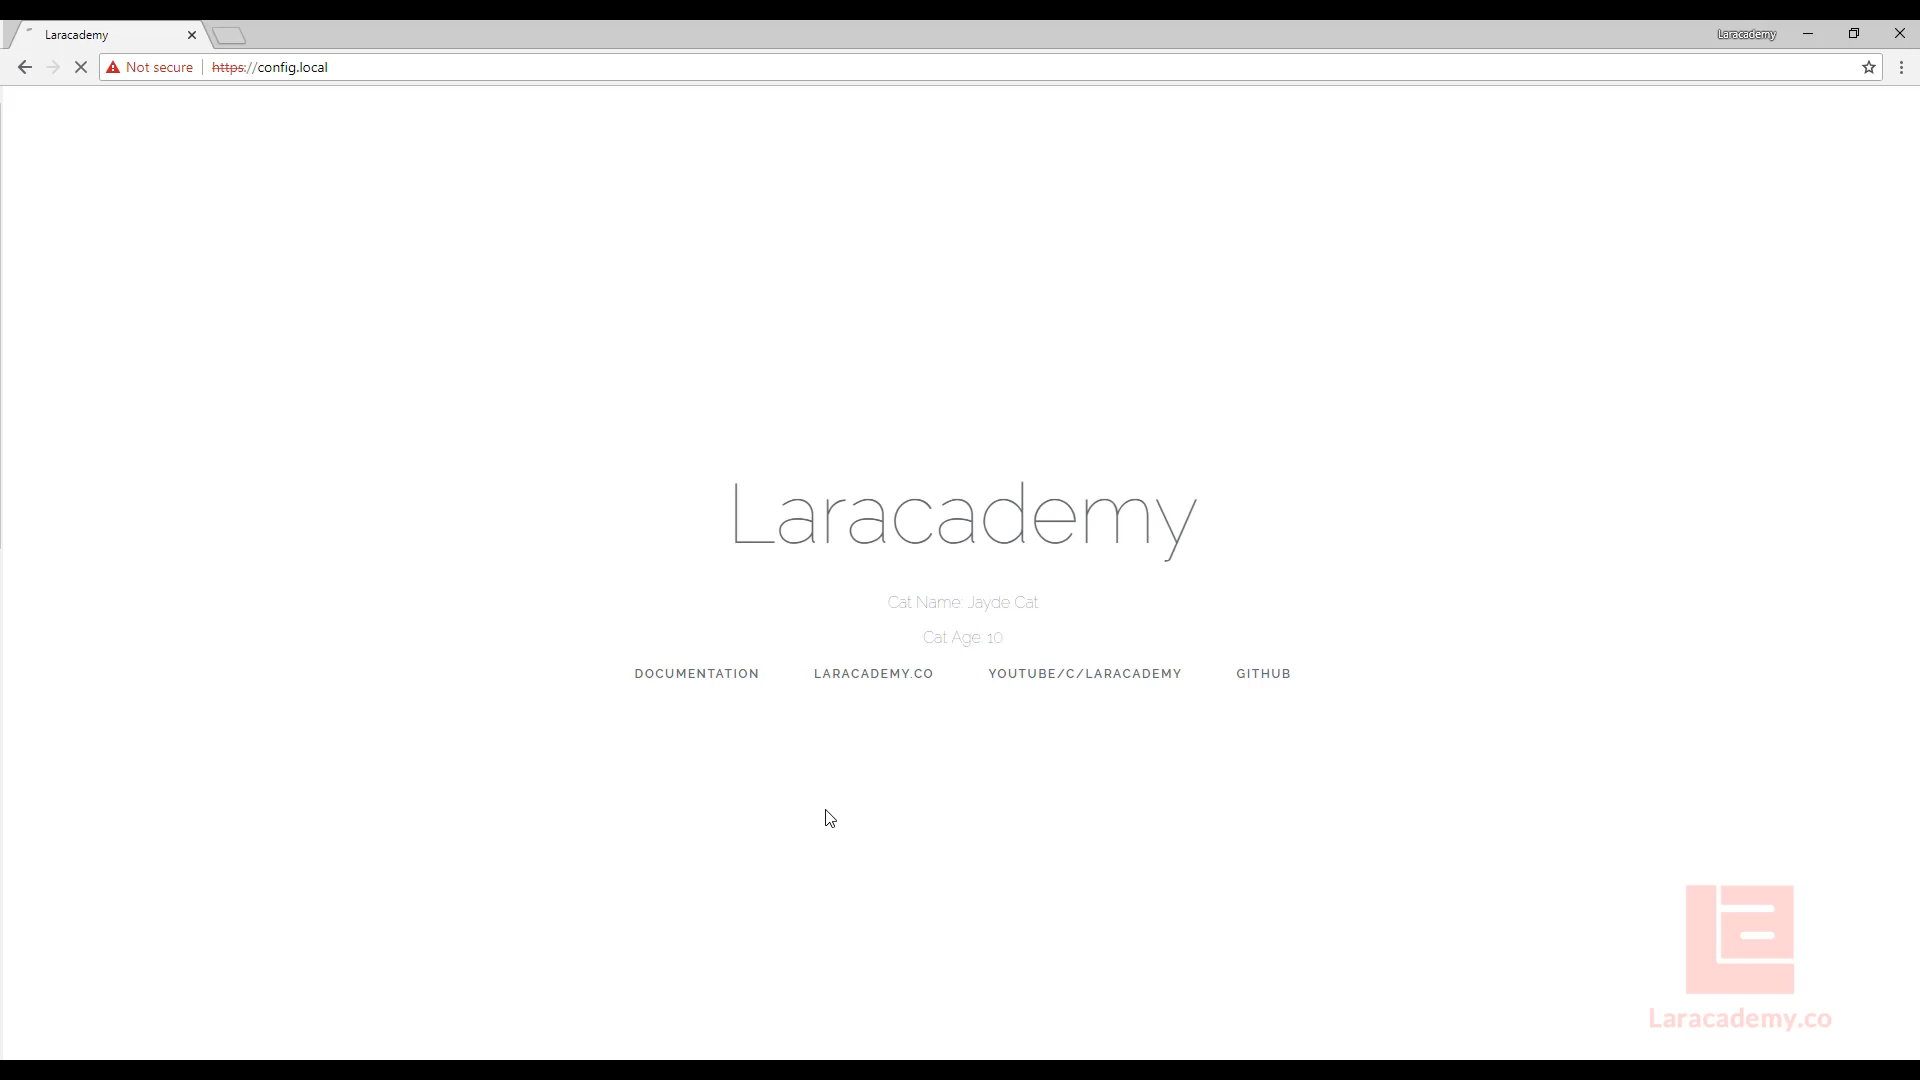 Laracademy
Laracademy
Not secure https://config.local
Laracademy
Cat Name: Jayde Cat
Cat Age: 10
DOCUMENTATION LARACADEMY.CO YOUTUBE/C/LARACADEMY GITHUB
Laracademy.co